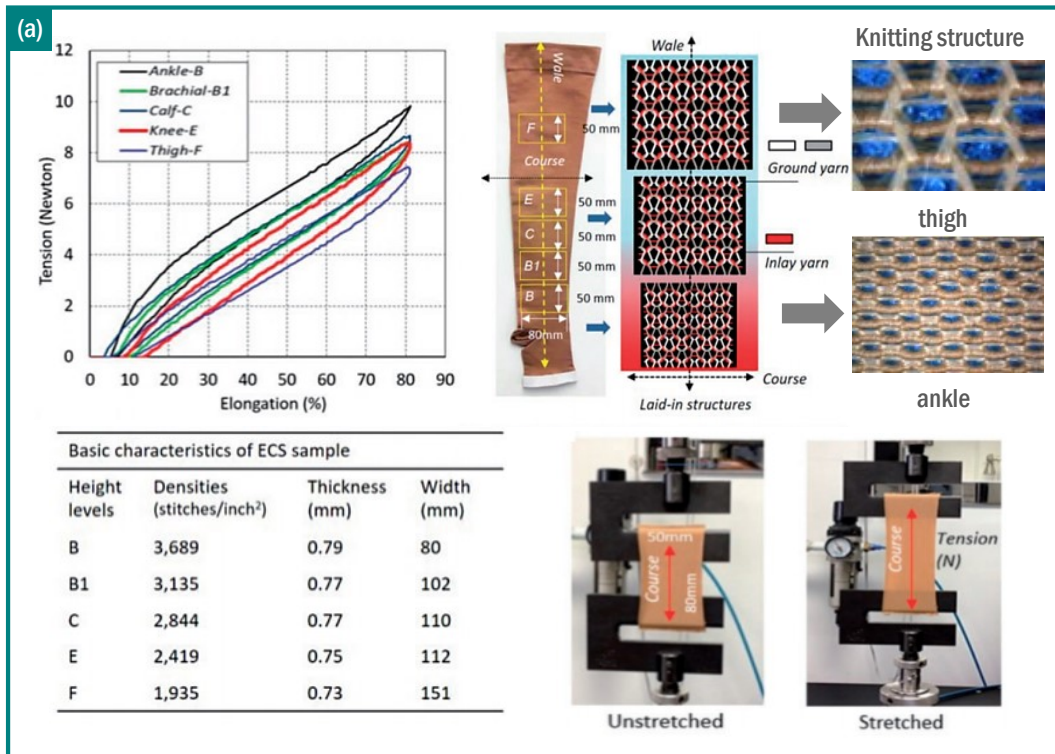 (a)
12
10
8
6
4
2
0
Tension (Newton)
Ankle-B
Brachial-B1
Calf-C
Knee-E
Thigh-F
0 10 20 30 40 50 60 70 80 90
Elongation (%)
Wale
F
Course
E
C
B1
B
80mm
50 mm
50 mm
50 mm
50 mm
50 mm
Wale
Course
Laid-in structures
Ground yarn
Inlay yarn
Knitting structure
thigh
ankle
Basic characteristics of ECS sample
Height levels Densities (stitches/inch²) Thickness (mm) Width (mm)
B 3,689 0.79 80
B1 3,135 0.77 102
C 2,844 0.77 110
E 2,419 0.75 112
F 1,935 0.73 151
50mm
Course
80mm
Unstretched
Course
Tension
(N)
Stretched